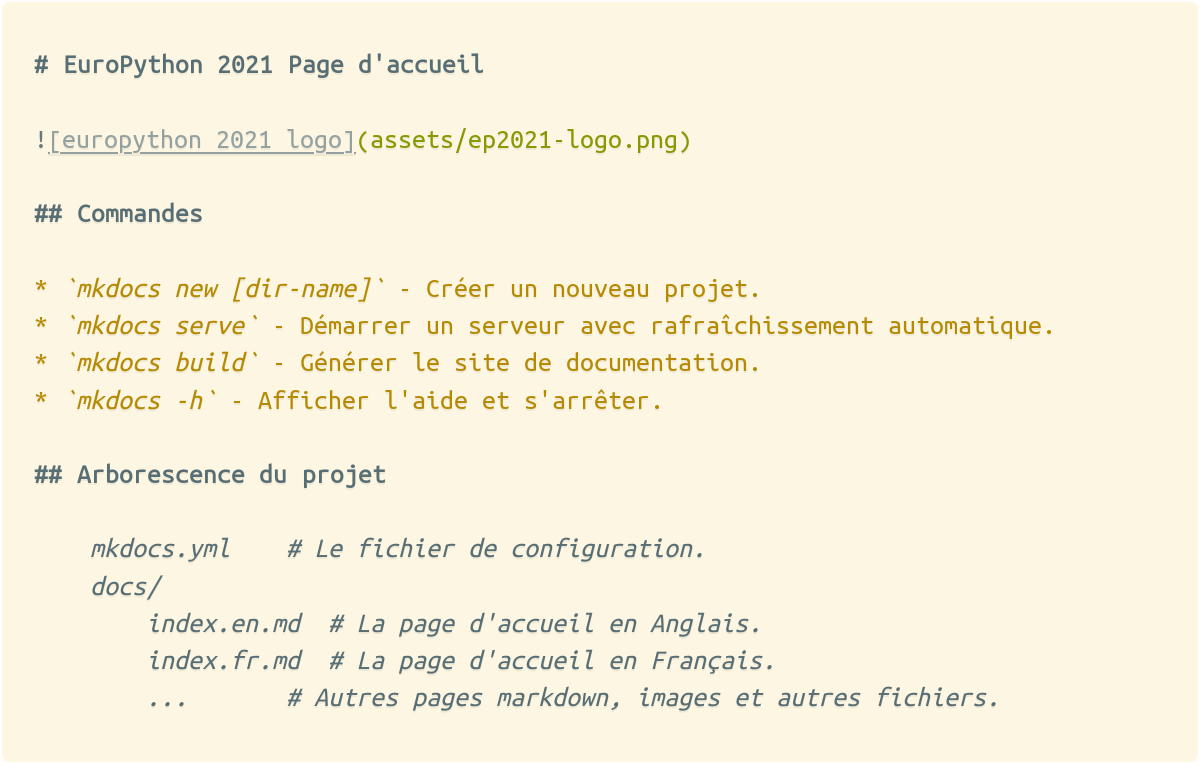 # EuroPython 2021 Page d'accueil
![europython 2021 logo](assets/ep2021-logo.png)
## Commandes
* `mkdocs new [dir-name]` - Créer un nouveau projet.
* `mkdocs serve` - Démarrer un serveur avec rafraîchissement automatique.
* `mkdocs build` - Générer le site de documentation.
* `mkdocs -h` - Afficher l'aide et s'arrêter.
## Arborescence du projet
    mkdocs.yml    # Le fichier de configuration.
    docs/
        index.en.md  # La page d'accueil en Anglais.
        index.fr.md  # La page d'accueil en Français.
        ...       # Autres pages markdown, images et autres fichiers.